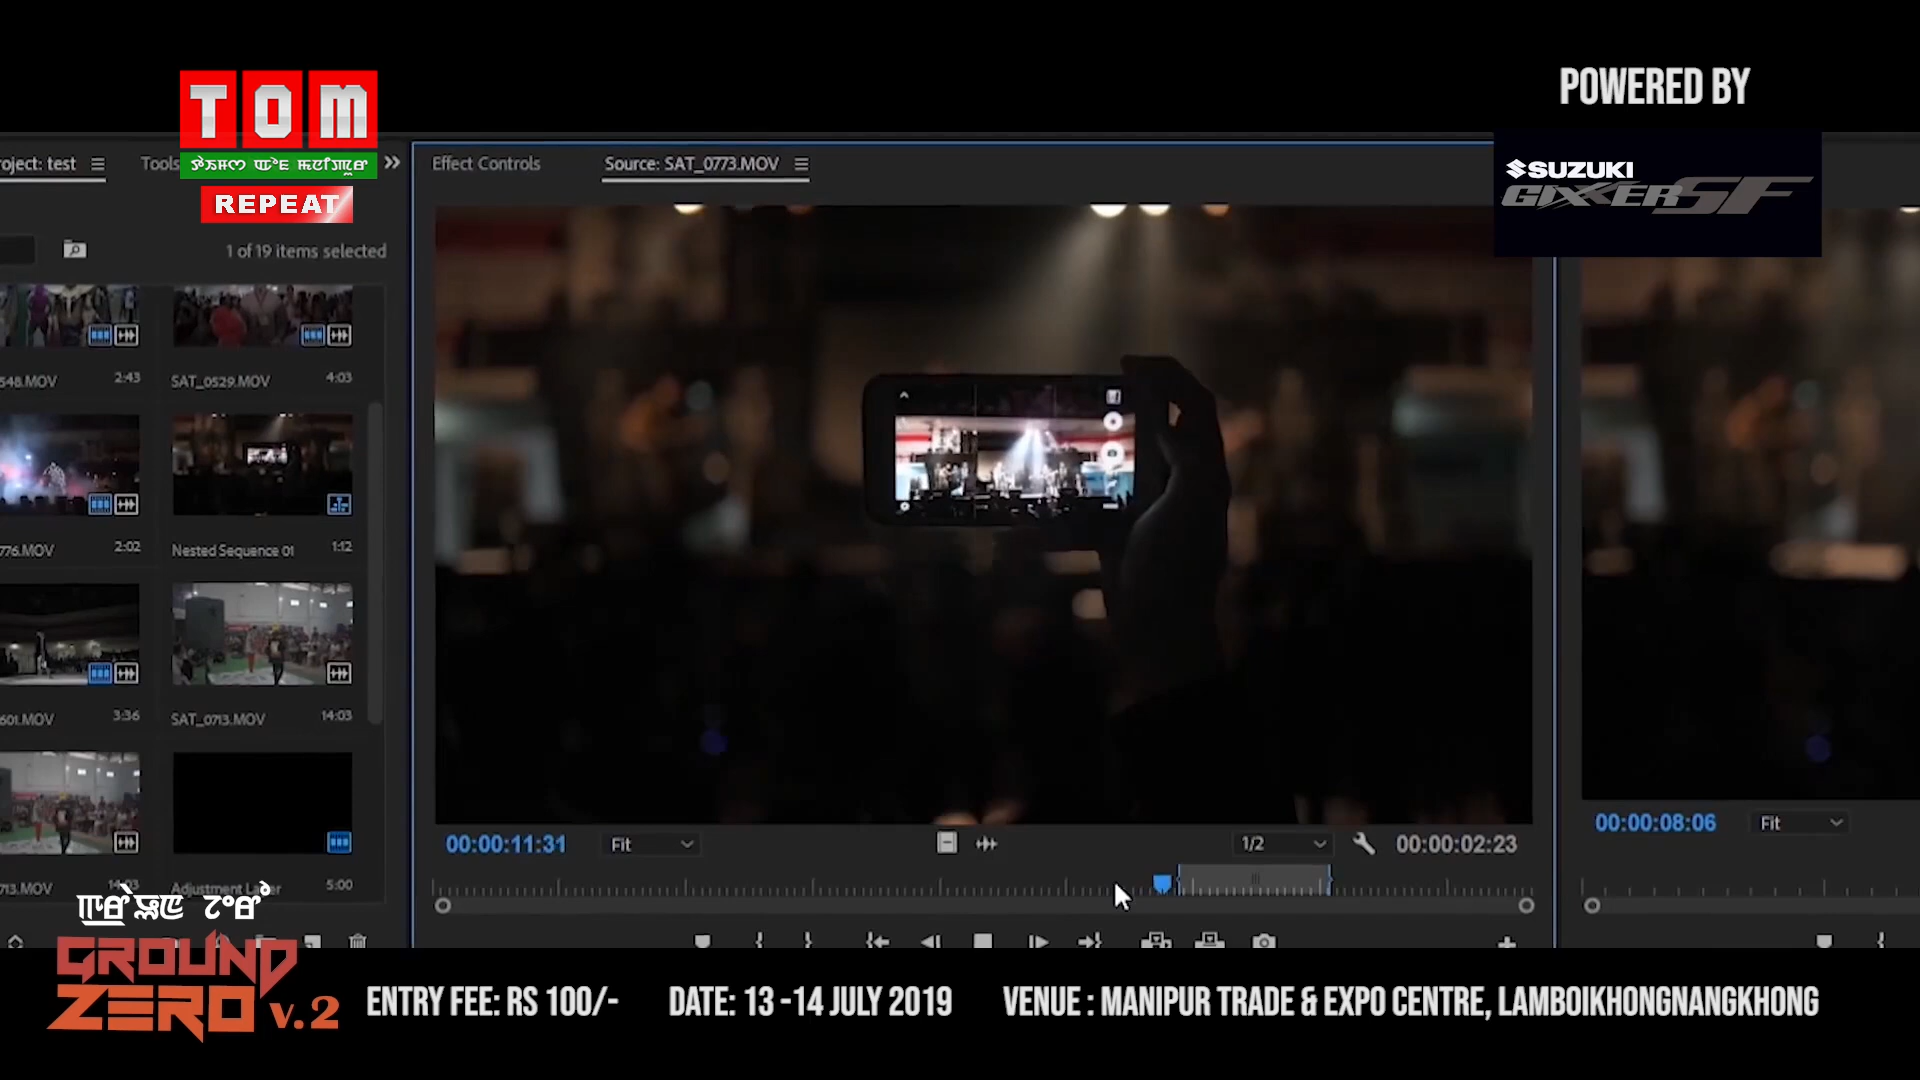 TOM
REPEAT
POWERED BY
SUZUKI
GIXXER SF
oject: test
Tools
Effect Controls
Source: SAT_0773.MOV
1 of 19 items selected
548.MOV 2:43
SAT_0529.MOV 4:03
776.MOV 2:02
Nested Sequence 01 1:12
601.MOV 3:36
SAT_0713.MOV 14:03
713.MOV 14:03
5:00
00:00:11:31
Fit
1/2
00:00:02:23
00:00:08:06
Fit
GROUND
ZERO V.2
ENTRY FEE: RS 100/-
DATE: 13 -14 JULY 2019
VENUE : MANIPUR TRADE & EXPO CENTRE, LAMBOIKHONGNANGKHONG